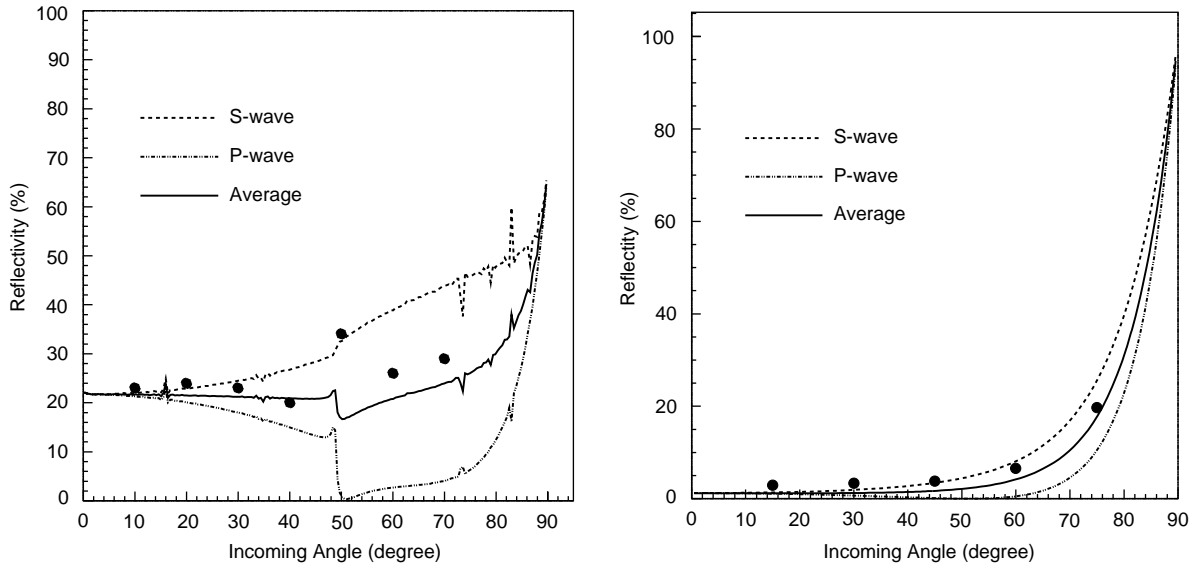 100
80
60
70
90
50
40
30
20
10
0
S-wave
P-wave
Average
Reflectivity (%)
0 10 20 30 40 50 60 70 80 90
Incoming Angle (degree)
100
80
60
40
20
0
S-wave
P-wave
Average
Reflectity (%)
0 10 20 30 40 50 60 70 80 90
Incoming Angle (degree)